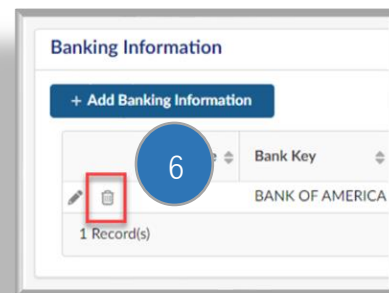 Banking Information
+ Add Banking Information
6
Bank Key
BANK OF AMERICA
1 Record(s)